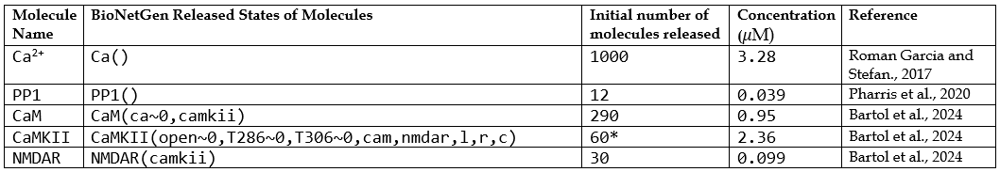 Molecule Name | BioNetGen Released States of Molecules | Initial number of molecules released | Concentration (μM) | Reference
Ca²⁺ | Ca() | 1000 | 3.28 | Roman Garcia and Stefan., 2017
PP1 | PP1() | 12 | 0.039 | Pharris et al., 2020
CaM | CaM(ca~0,camkii) | 290 | 0.95 | Bartol et al., 2024
CaMKII | CaMKII(open~0,T286~0,T306~0,cam,nmdar,l,r,c) | 60* | 2.36 | Bartol et al., 2024
NMDAR | NMDAR(camkii) | 30 | 0.099 | Bartol et al., 2024